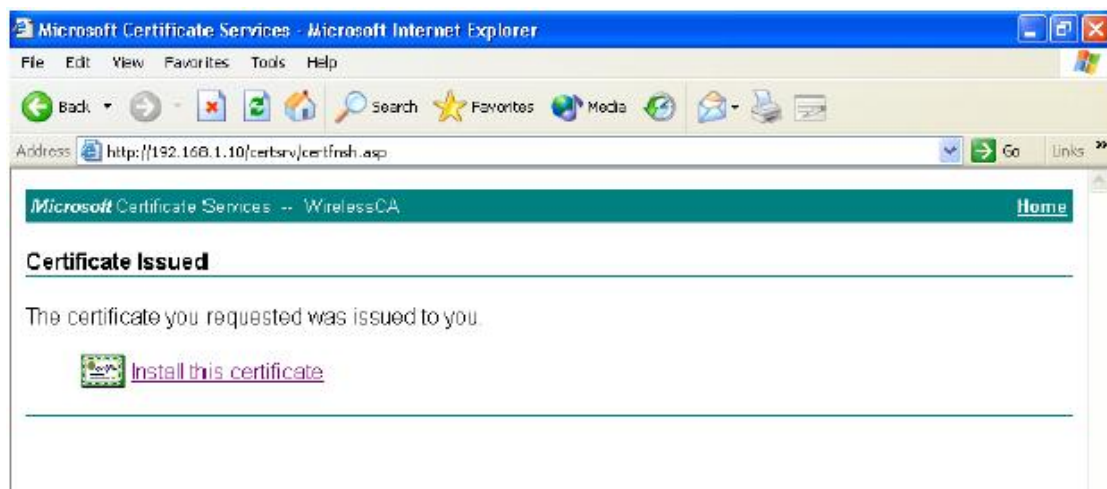 Microsoft Certificate Services - Microsoft Internet Explorer
File Edit View Favorites Tools Help
Back Search Favorites Media
Address http://192.168.1.10/certsrv/certfnsh.asp Go Links »
Microsoft Certificate Services -- WirelessCA Home
Certificate Issued
The certificate you requested was issued to you.
Install this certificate